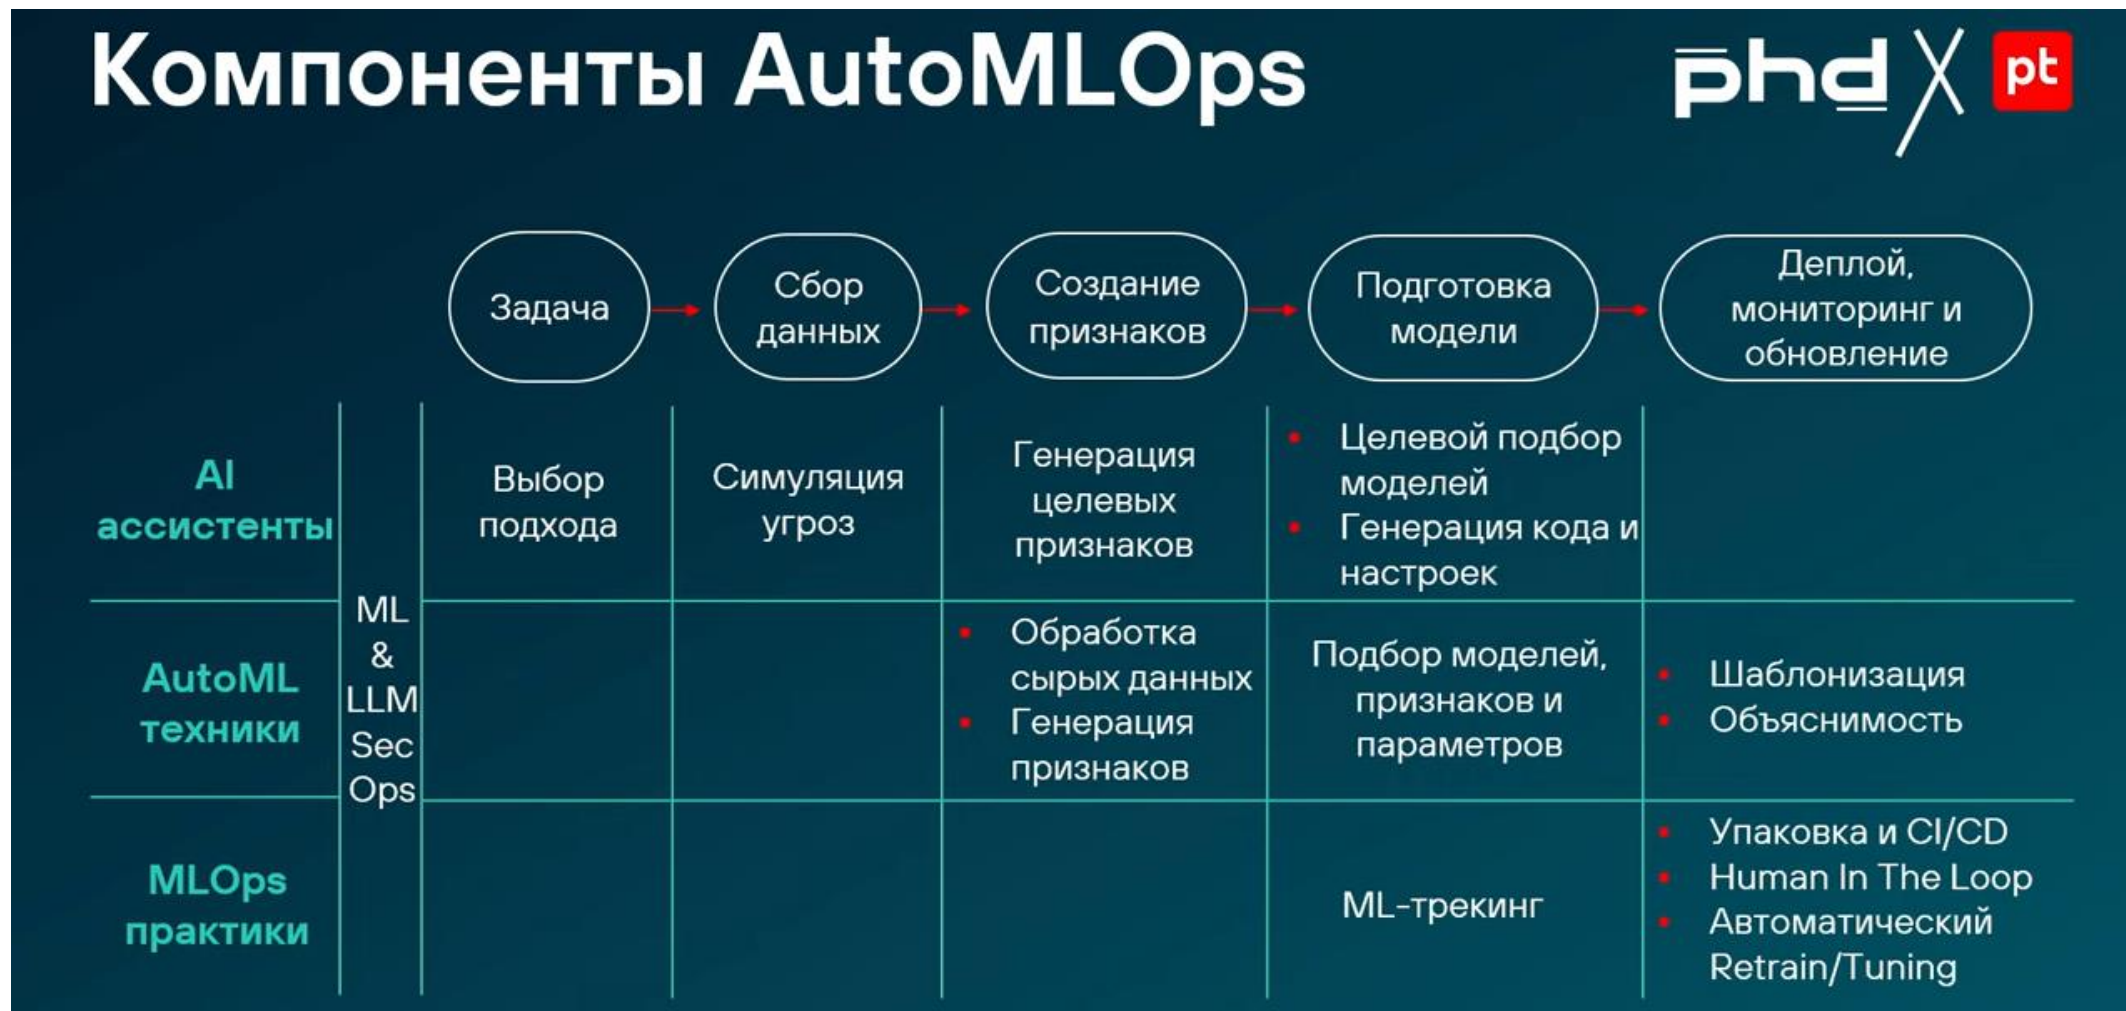 Компоненты AutoMLOps
phd
pt
Задача
Сбор
данных
Создание
признаков
Подготовка
модели
Деплой,
мониторинг и
обновление
AI
ассистенты
ML
&
LLM
Sec
Ops
Выбор
подхода
Симуляция
угроз
Генерация
целевых
признаков
Целевой подбор
моделей
Генерация кода и
настроек
AutoML
техники
Обработка
сырых данных
Генерация
признаков
Подбор моделей,
признаков и
параметров
Шаблонизация
Объяснимость
MLOps
практики
ML-трекинг
Упаковка и CI/CD
Human In The Loop
Автоматический
Retrain/Tuning